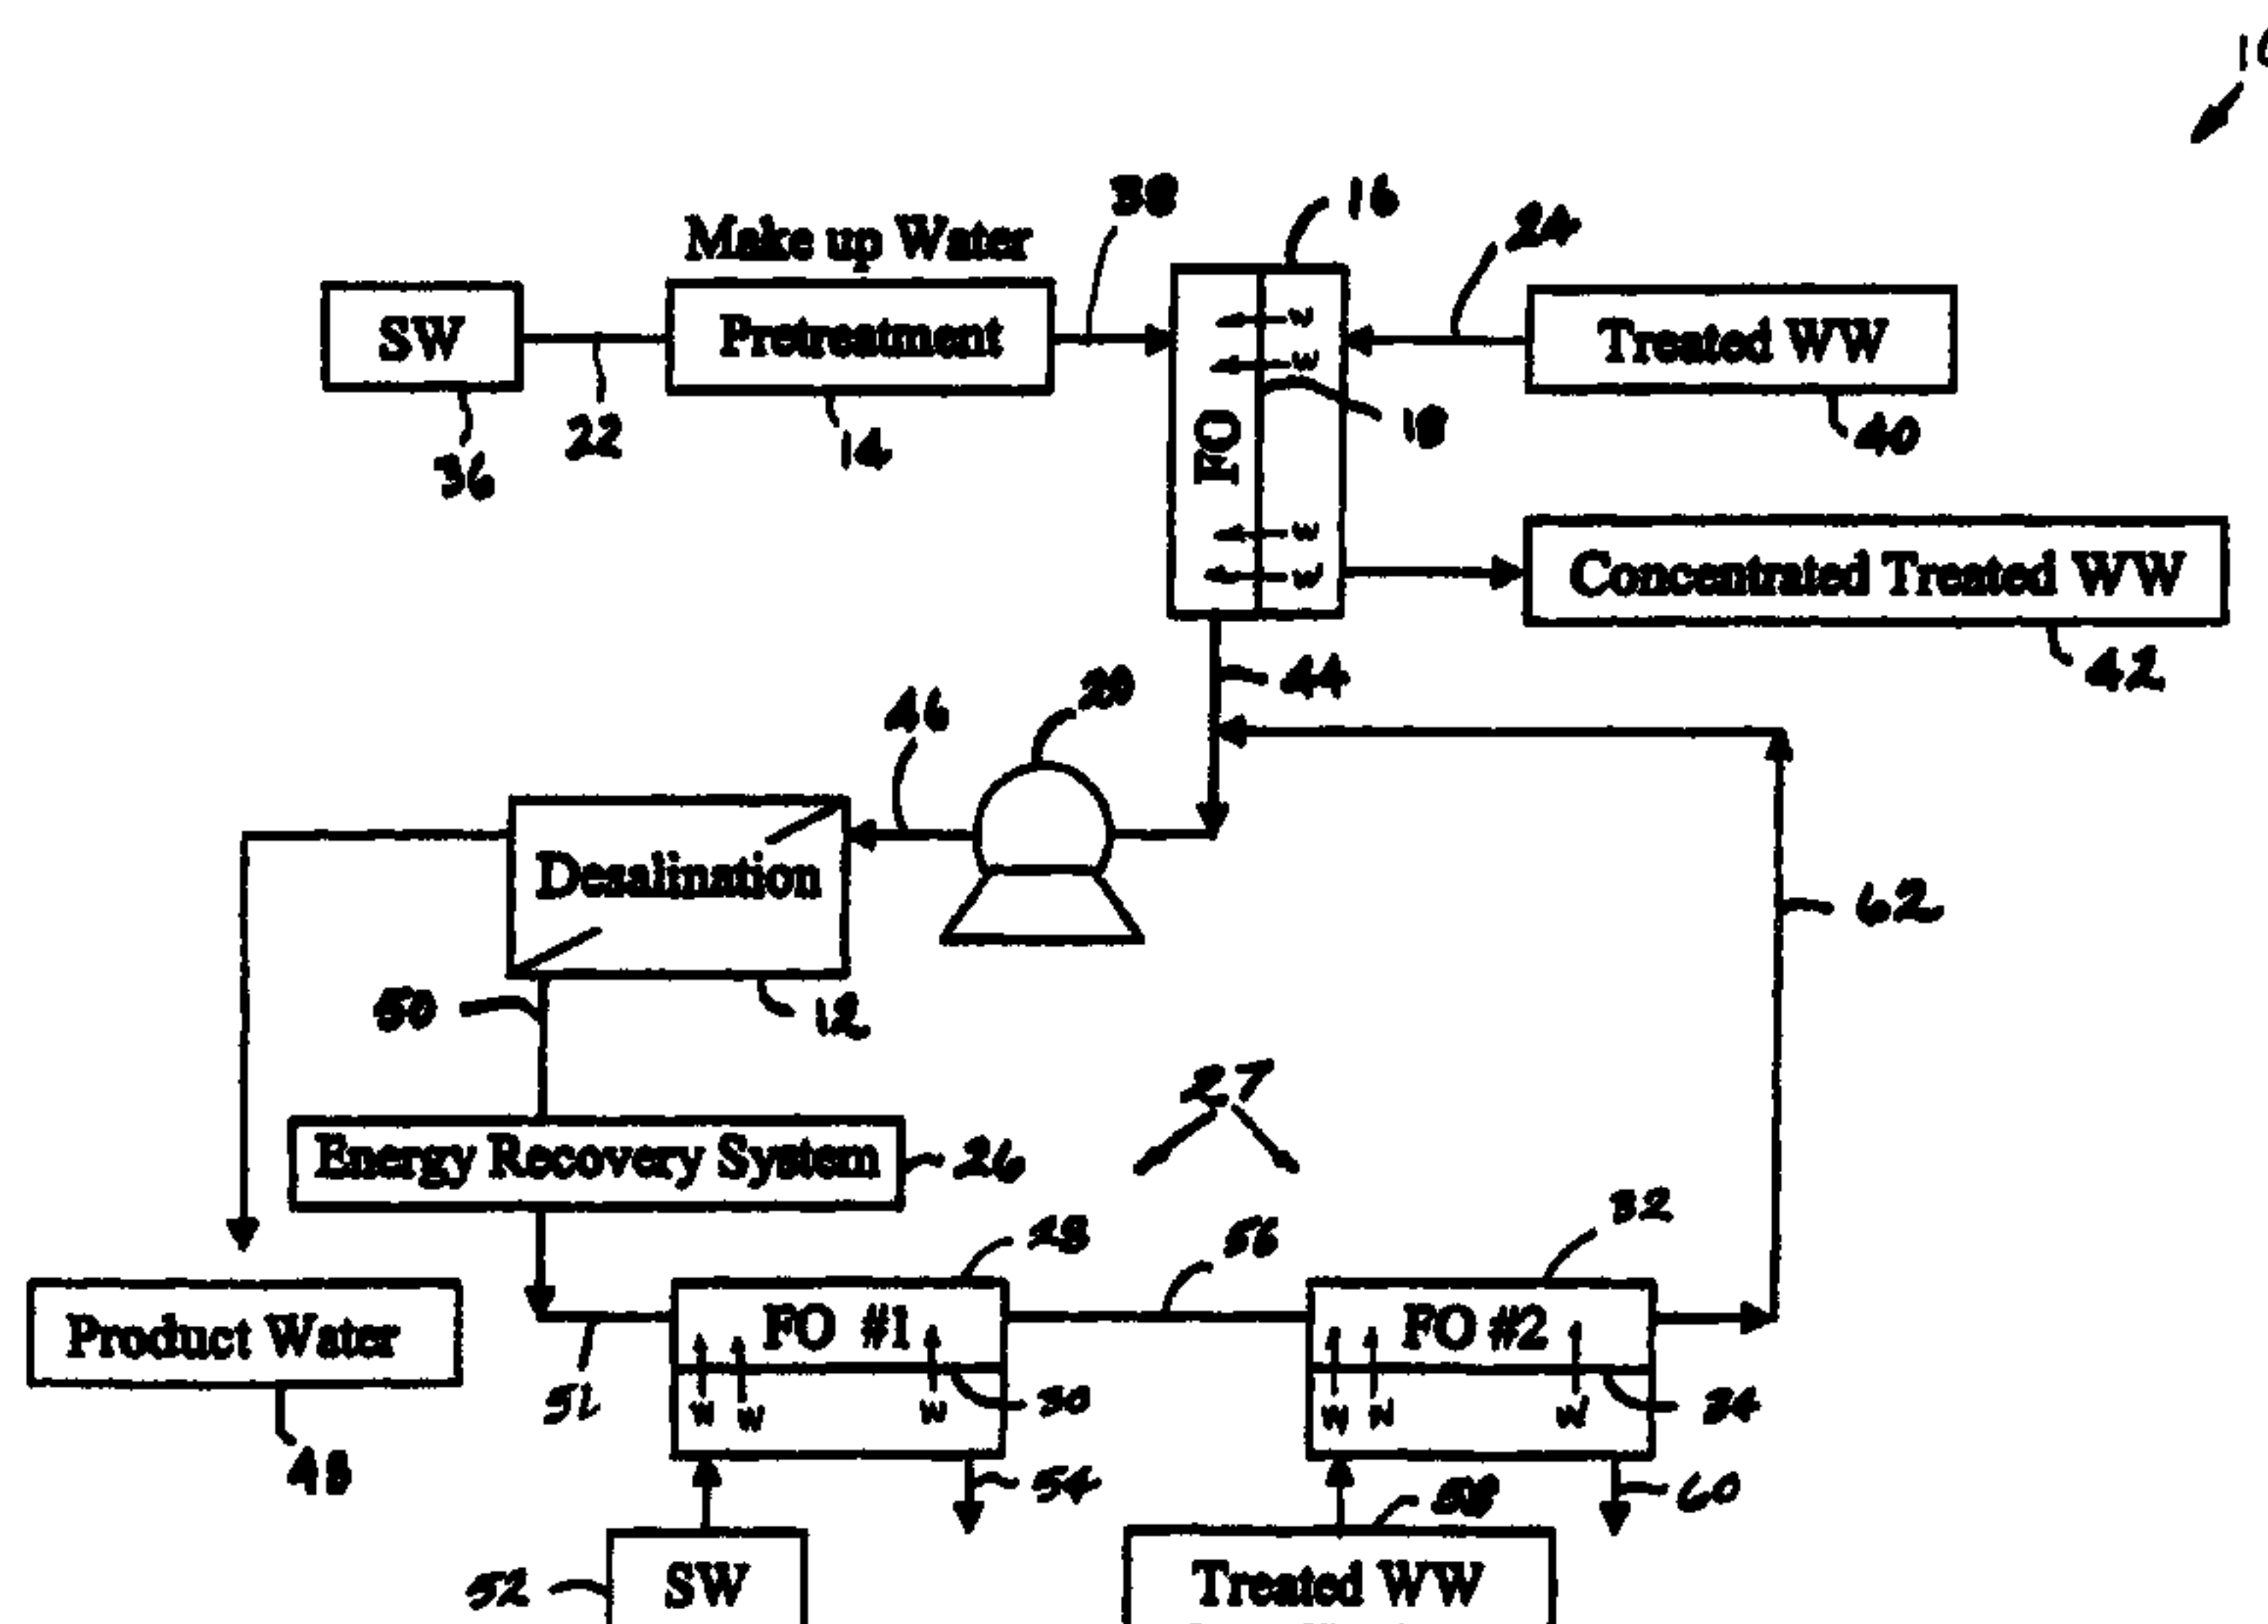 38
16
24
Make up Water
SW
Pretreatment
Treated WW
w
w
FO
18
22
14
40
36
w
w
Concentrated Treated WW
44
42
46
20
Desalination
62
50
12
27
Energy Recovery System
26
28
56
32
Product Water
FO #1
FO #2
51
w
w
w
30
w
w
w
34
48
54
58
60
52
SW
Treated WW